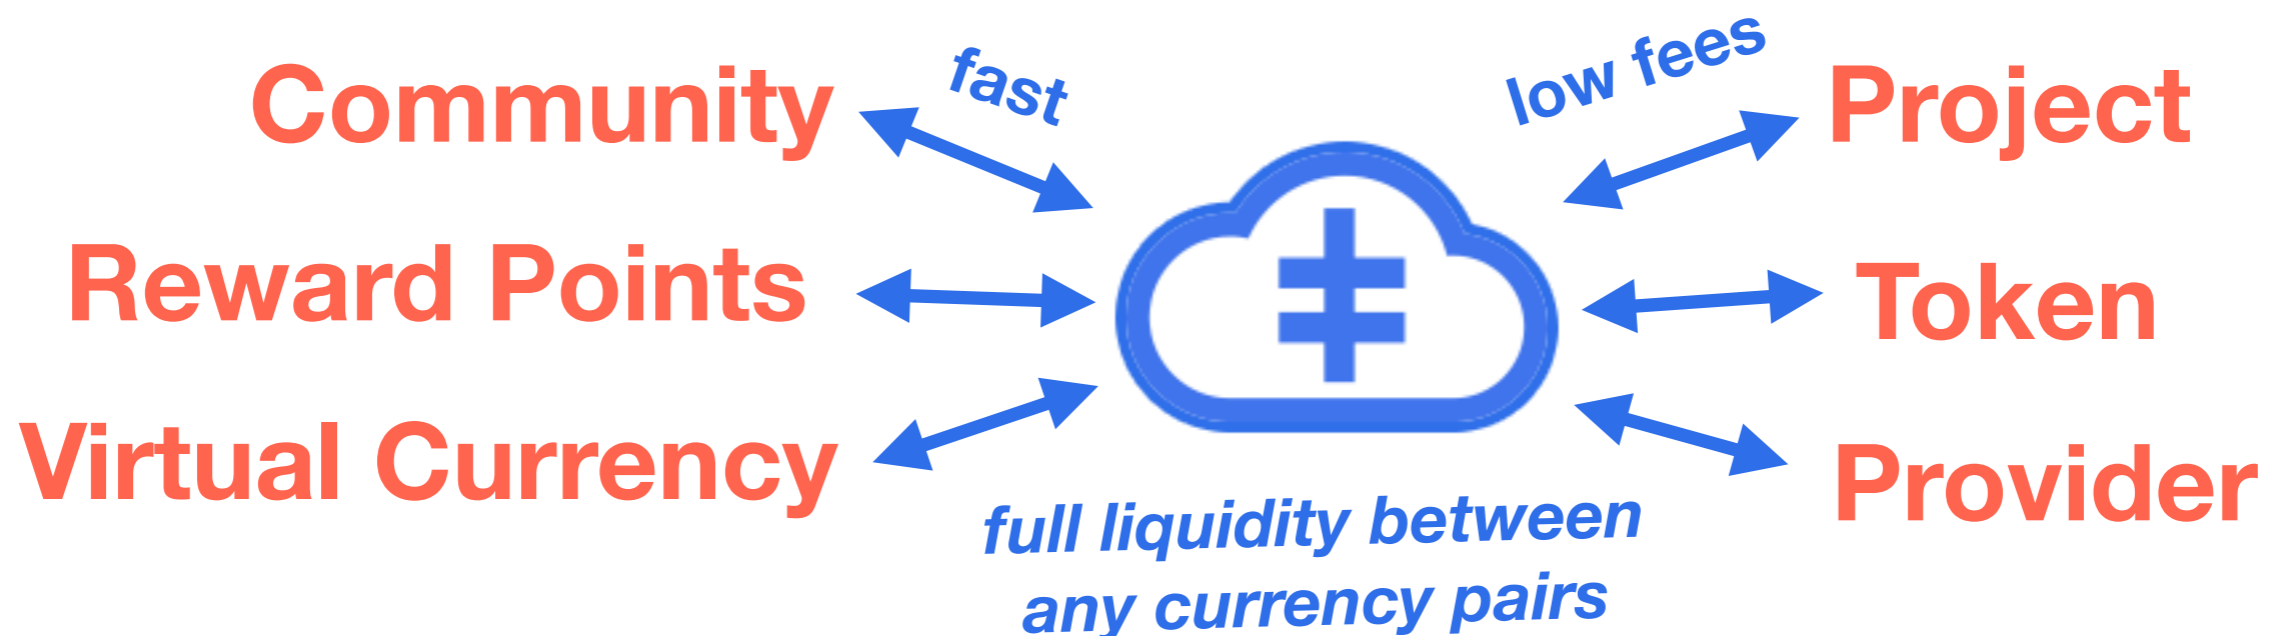 Community
fast
low fees
Project
Reward Points
Token
Virtual Currency
Provider
full liquidity between
any currency pairs